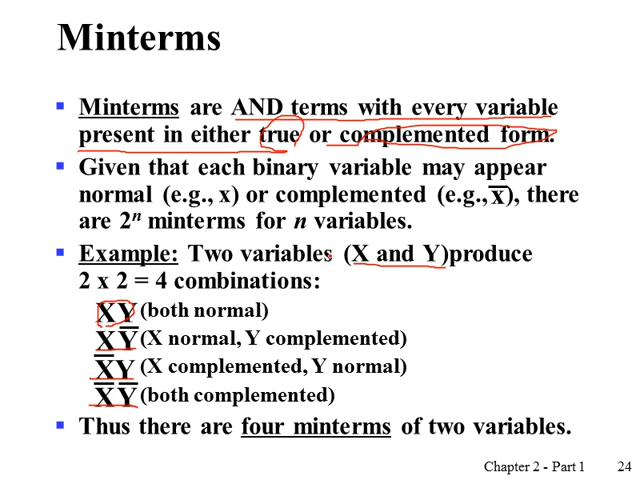 Minterms
▪ Minterms are AND terms with every variable
present in either true or complemented form.
▪ Given that each binary variable may appear
normal (e.g., x) or complemented (e.g., x̅), there
are 2ⁿ minterms for n variables.
▪ Example: Two variables (X and Y)produce
2 x 2 = 4 combinations:
XY (both normal)
XY̅ (X normal, Y complemented)
X̅Y (X complemented, Y normal)
X̅Y̅ (both complemented)
▪ Thus there are four minterms of two variables.
Chapter 2 - Part 1 24